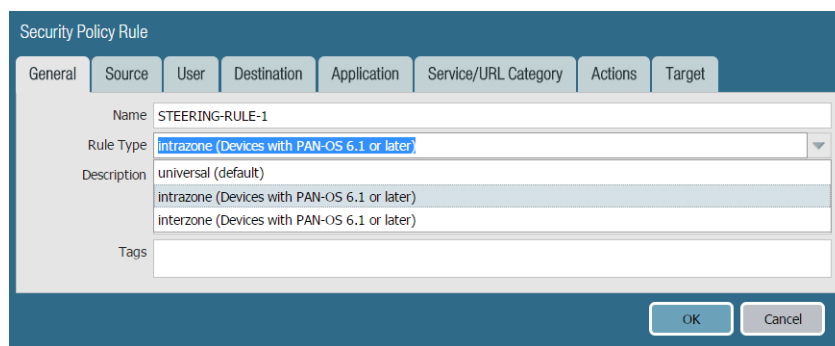 Security Policy Rule
General Source User Destination Application Service/URL Category Actions Target
Name STEERING-RULE-1
Rule Type intrazone (Devices with PAN-OS 6.1 or later)
Description universal (default)
intrazone (Devices with PAN-OS 6.1 or later)
interzone (Devices with PAN-OS 6.1 or later)
Tags
OK Cancel